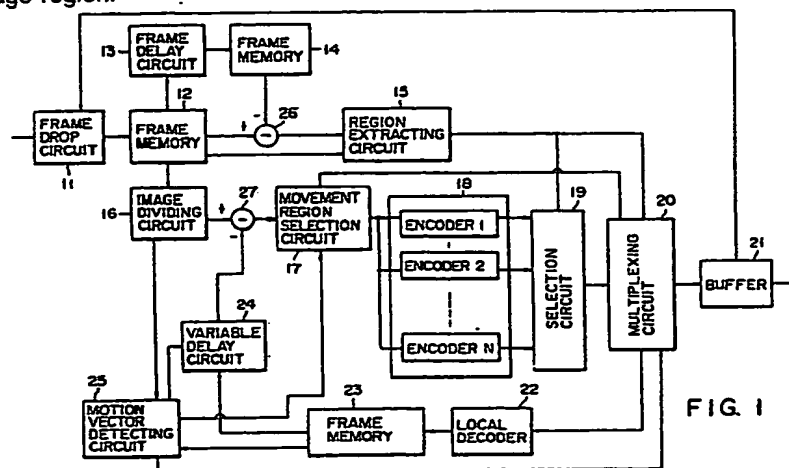 age region.
13
FRAME
DELAY
CIRCUIT
FRAME
MEMORY
14
12
FRAME
DROP
CIRCUIT
11
FRAME
MEMORY
+
-
26
15
REGION
EXTRACTING
CIRCUIT
16
IMAGE
DIVIDING
CIRCUIT
+
-
27
MOVEMENT
REGION
SELECTION
CIRCUIT
17
18
ENCODER 1
ENCODER 2
ENCODER N
19
SELECTION
CIRCUIT
20
MULTIPLEXING
CIRCUIT
21
BUFFER
24
VARIABLE
DELAY
CIRCUIT
25
MOTION
VECTOR
DETECTING
CIRCUIT
23
FRAME
MEMORY
22
LOCAL
DECODER
FIG. 1